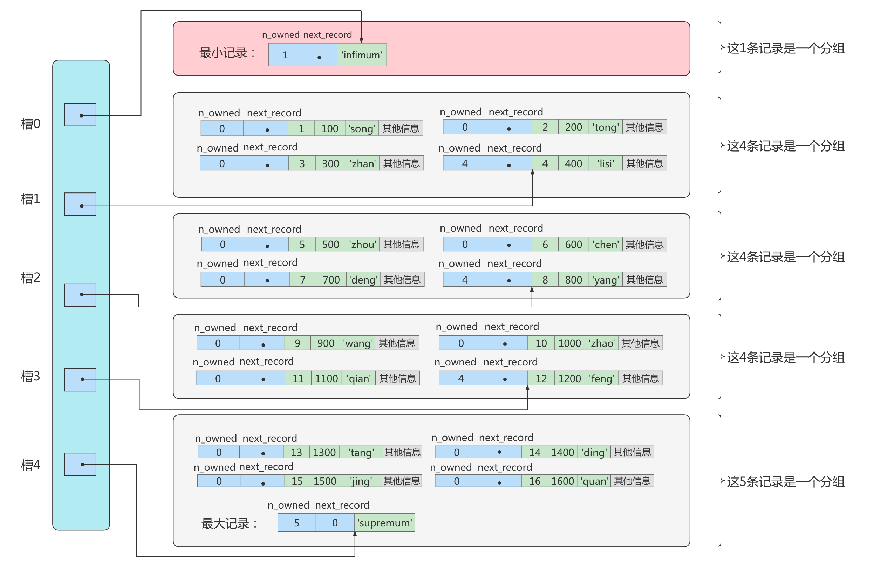 n_owned next_record
最小记录： 1 'infimum'
这1条记录是一个分组
槽0
n_owned next_record n_owned next_record
0 1 100 'song' 其他信息 0 2 200 'tong' 其他信息
n_owned next_record n_owned next_record
0 3 300 'zhan' 其他信息 4 4 400 'lisi' 其他信息
这4条记录是一个分组
槽1
n_owned next_record n_owned next_record
0 5 500 'zhou' 其他信息 0 6 600 'chen' 其他信息
n_owned next_record n_owned next_record
0 7 700 'deng' 其他信息 4 8 800 'yang' 其他信息
这4条记录是一个分组
槽2
n_owned next_record n_owned next_record
0 9 900 'wang' 其他信息 0 10 1000 'zhao' 其他信息
n_owned next_record n_owned next_record
0 11 1100 'qian' 其他信息 4 12 1200 'feng' 其他信息
这4条记录是一个分组
槽3
n_owned next_record n_owned next_record
0 13 1300 'tang' 其他信息 0 14 1400 'ding' 其他信息
n_owned next_record n_owned next_record
0 15 1500 'jing' 其他信息 0 16 1600 'quan' 其他信息
槽4
n_owned next_record
最大记录： 5 0 'supremum'
这5条记录是一个分组